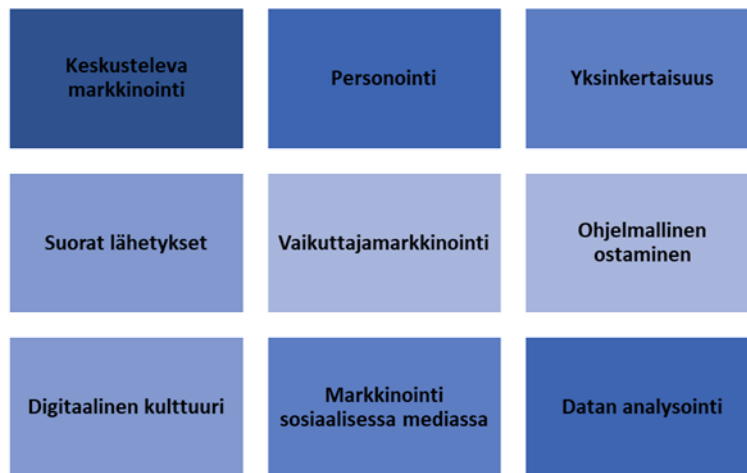 Keskusteleva
markkinointi
Personointi
Yksinkertaisuus
Suorat lähetykset
Vaikuttajamarkkinointi
Ohjelmallinen
ostaminen
Digitaalinen kulttuuri
Markkinointi
sosiaalisessa mediassa
Datan analysointi